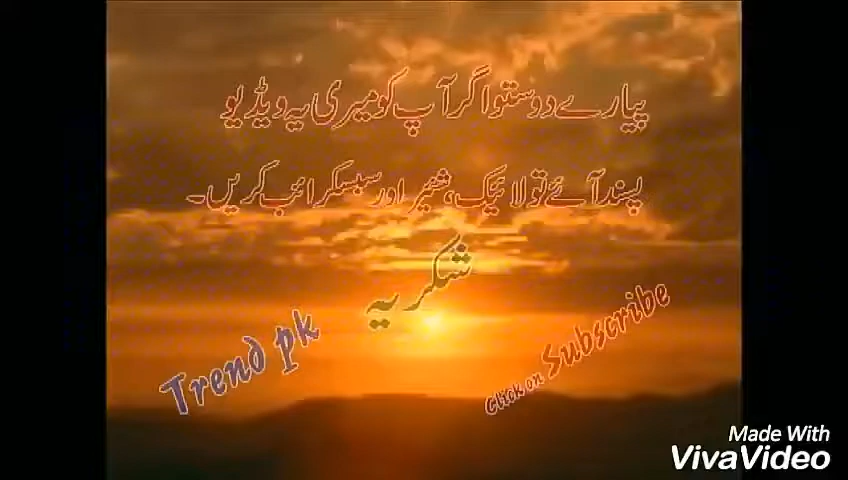 پیارے دوستو اگر آپ کو میری یہ ویڈیو
پسند آئے تو لائیک، شیئر اور سبسکرائب کریں۔
شکریہ
Trend pk
Click on Subscribe
Made With
VivaVideo